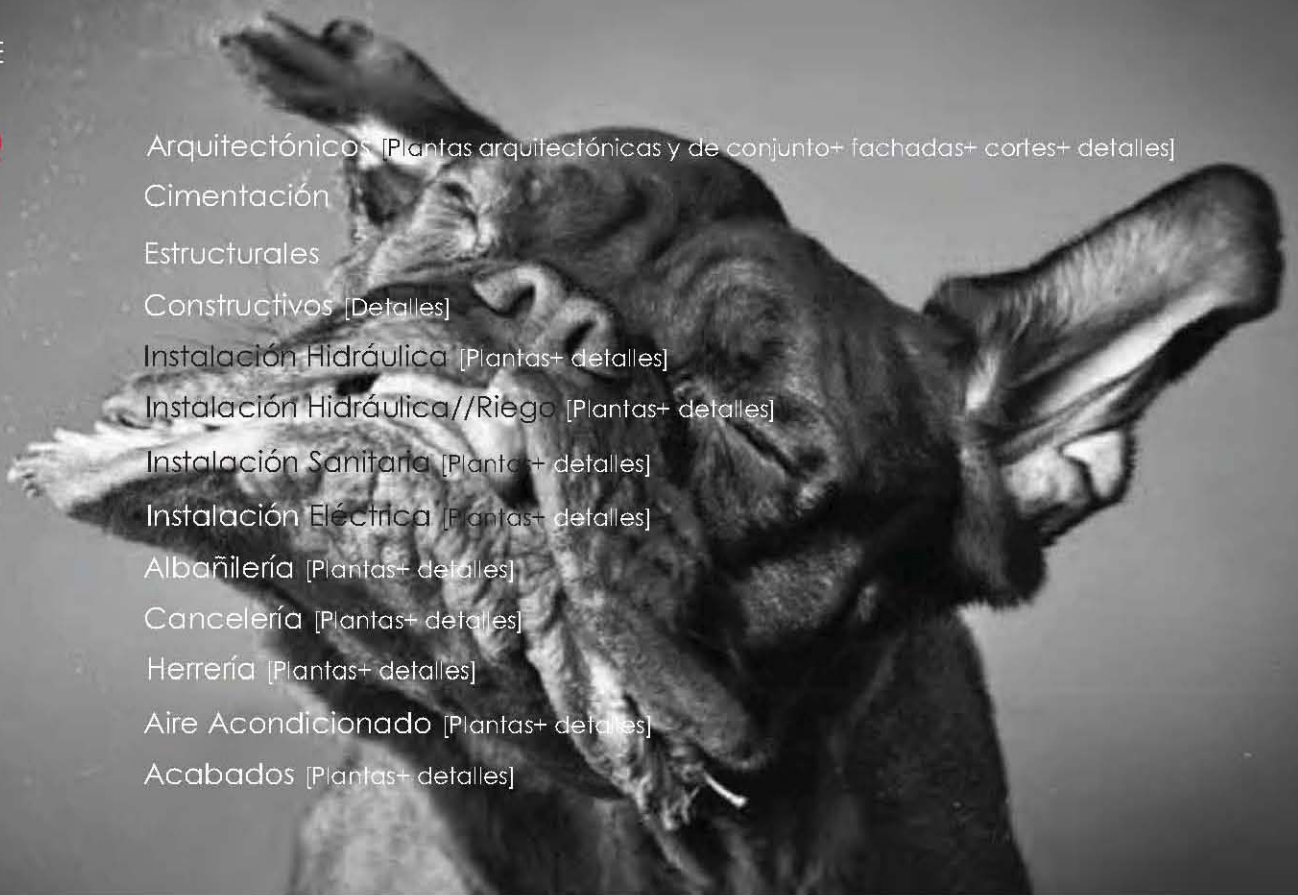 Arquitectónicos [Plantas arquitectónicas y de conjunto+ fachadas+ cortes+ detalles]
Cimentación
Estructurales
Constructivos [Detalles]
Instalación Hidráulica [Plantas+ detalles]
Instalación Hidráulica//Riego [Plantas+ detalles]
Instalación Sanitaria [Plantas+ detalles]
Instalación Eléctrica [Plantas+ detalles]
Albañilería [Plantas+ detalles]
Cancelería [Plantas+ detalles]
Herrería [Plantas+ detalles]
Aire Acondicionado [Plantas+ detalles]
Acabados [Plantas+ detalles]